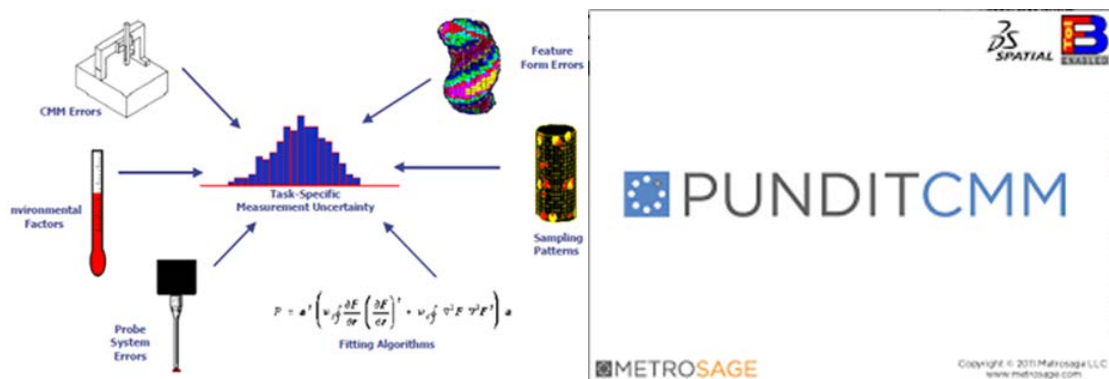 CMM Errors
Feature
Form Errors
Task-Specific
Measurement Uncertainty
nvironmental
Factors
Sampling
Patterns
Probe
System
Errors
Fitting Algorithms
DS
SPATIAL
ENABLED
PUNDITCMM
METROSAGE
Copyright © 2011 Metrosage LLC
www.metrosage.com